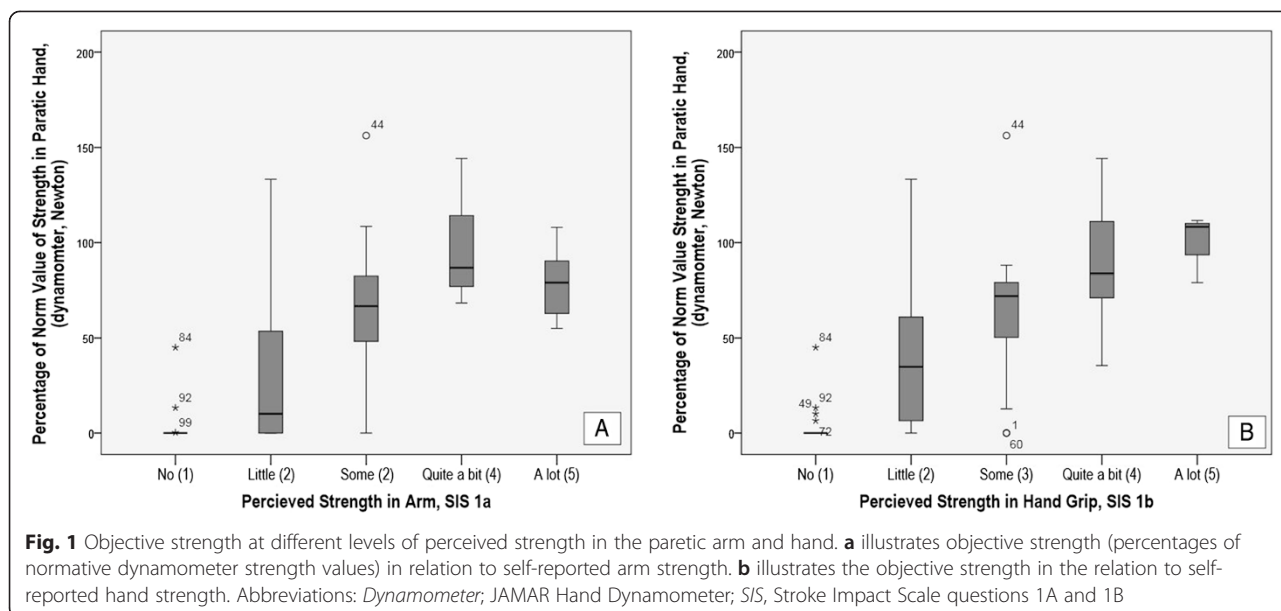 Percentage of Norm Value of Strength in Paratic Hand,
(dynamomter, Newton)
200
150
100
50
0
44
84
92
99
A
No (1) Little (2) Some (2) Quite a bit (4) A lot (5)
Percieved Strength in Arm, SIS 1a
Percentage of Norm Value Strenght in Paratic Hand,
(dynamomter, Newton)
200
150
100
50
0
44
84
49 92
72
1
60
B
No (1) Little (2) Some (3) Quite a bit (4) A lot (5)
Percieved Strength in Hand Grip, SIS 1b
Fig. 1 Objective strength at different levels of perceived strength in the paretic arm and hand. a illustrates objective strength (percentages of
normative dynamometer strength values) in relation to self-reported arm strength. b illustrates the objective strength in the relation to self-
reported hand strength. Abbreviations: Dynamometer; JAMAR Hand Dynamometer; SIS, Stroke Impact Scale questions 1A and 1B